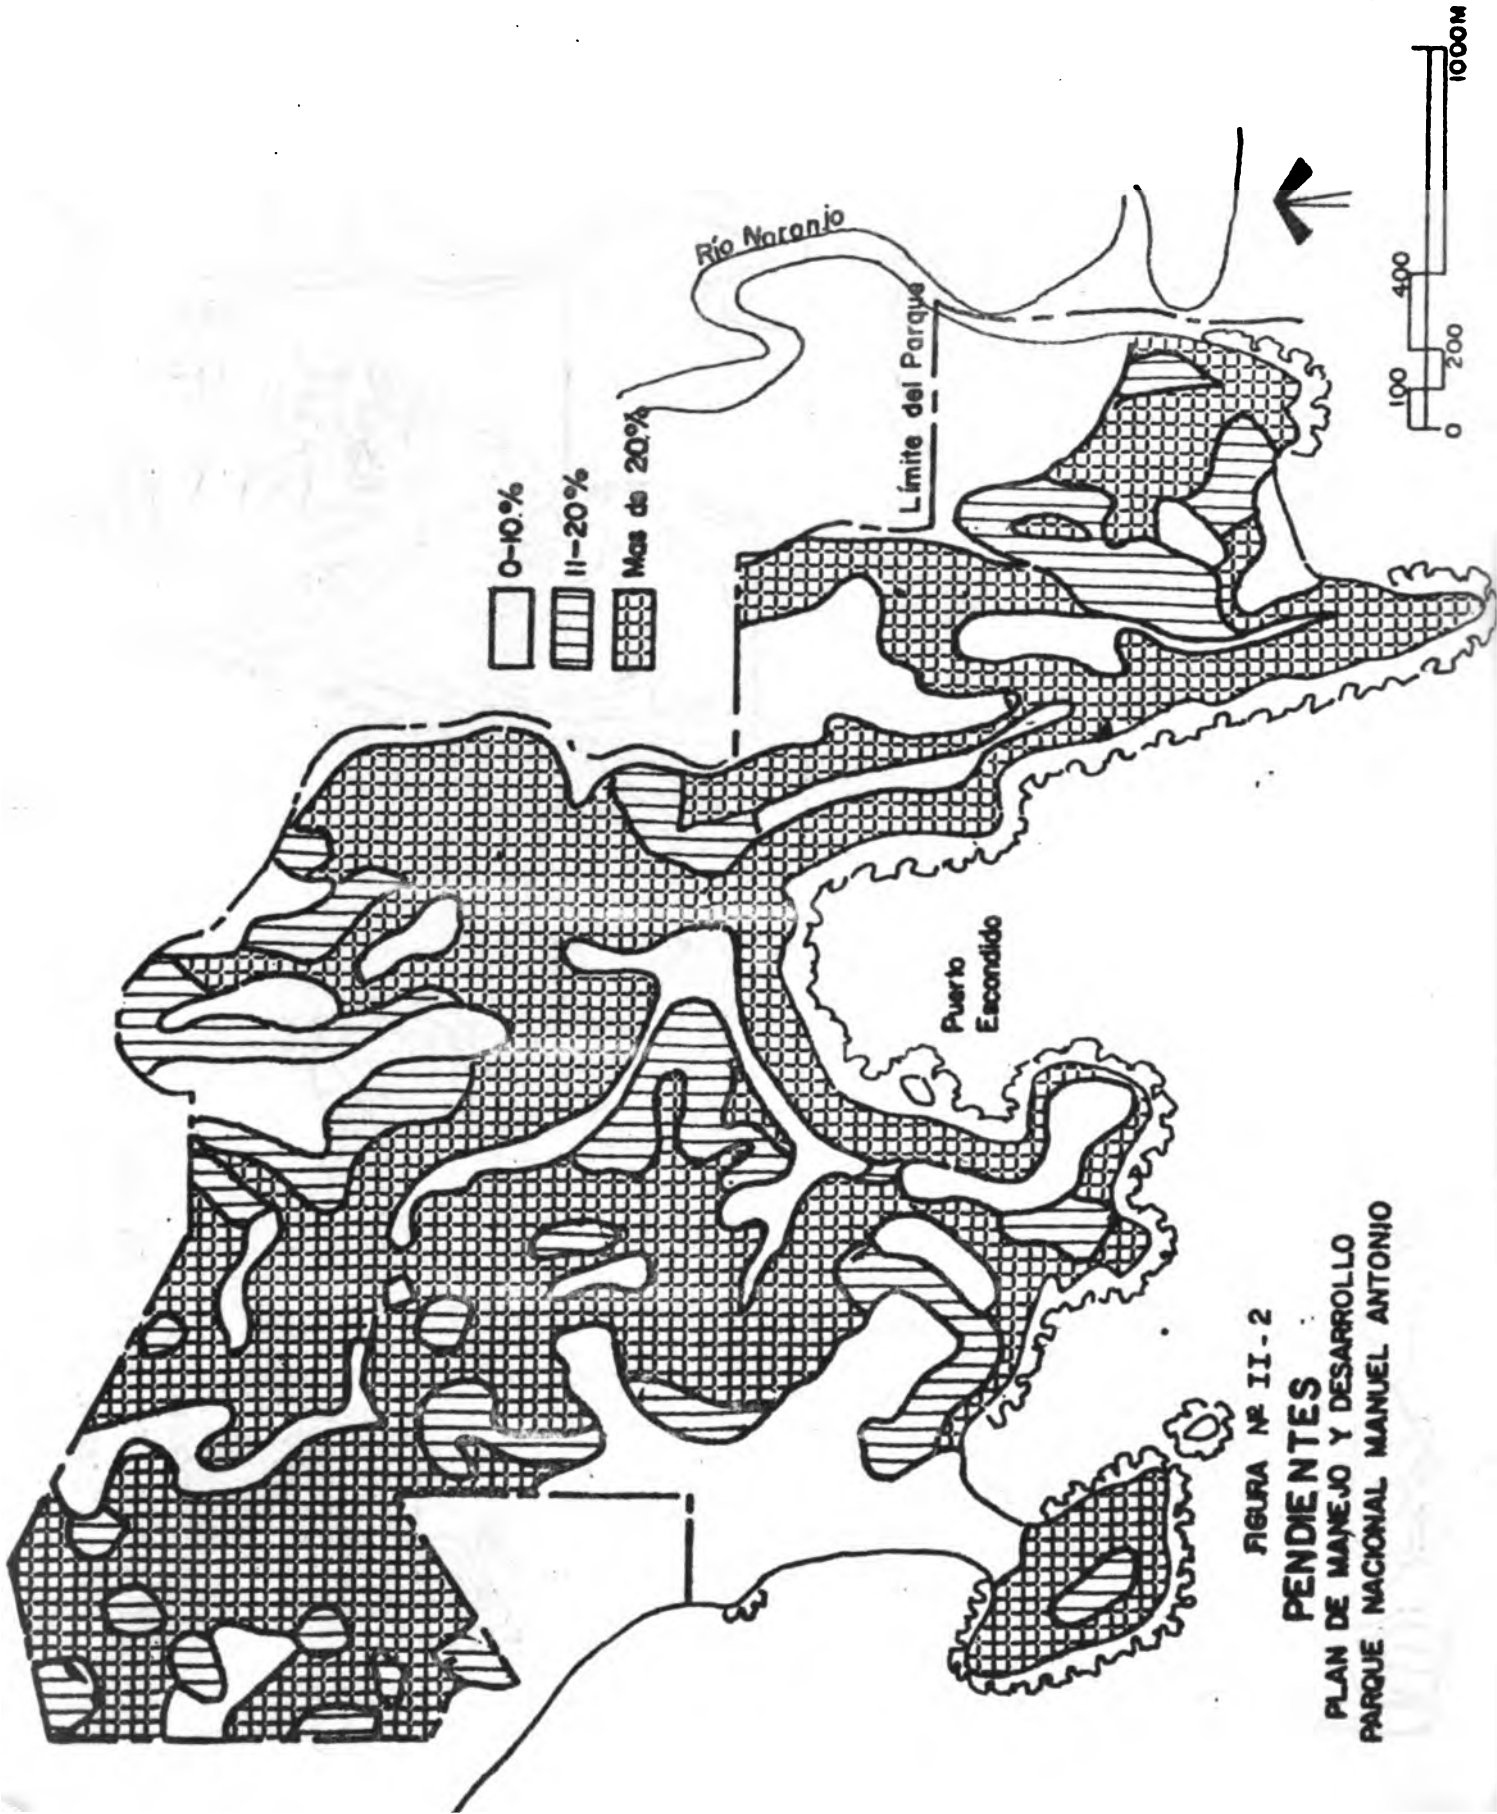 Río Naranjo
0-10.%
11-20%
Mas de 20%
Límite del Parque
Puerto
Escondido
FIGURA Nº II-2
PENDIENTES
PLAN DE MANEJO Y DESARROLLO
PARQUE NACIONAL MANUEL ANTONIO
0
100
200
400
1000M